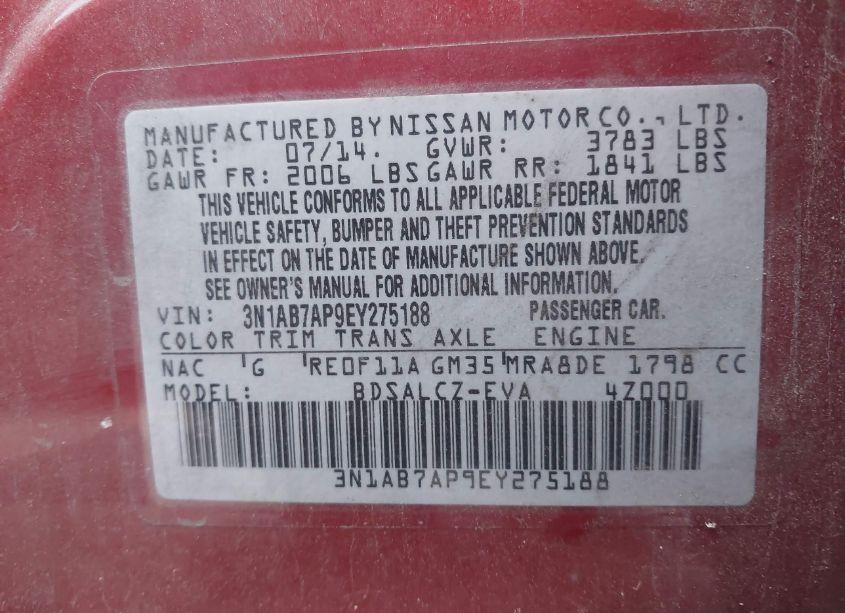 MANUFACTURED BY NISSAN MOTOR CO., LTD.
DATE: 07/14. GVWR: 3783 LBS
GAWR FR: 2006 LBS GAWR RR: 1841 LBS
THIS VEHICLE CONFORMS TO ALL APPLICABLE FEDERAL MOTOR
VEHICLE SAFETY, BUMPER AND THEFT PREVENTION STANDARDS
IN EFFECT ON THE DATE OF MANUFACTURE SHOWN ABOVE.
SEE OWNER'S MANUAL FOR ADDITIONAL INFORMATION.
VIN: 3N1AB7AP9EY275188 PASSENGER CAR.
COLOR TRIM TRANS AXLE ENGINE
NAC G RE0F11A GM35 MRA8DE 1798 CC
MODEL: BDSALCZ-EVA 4Z000
3N1AB7AP9EY275188